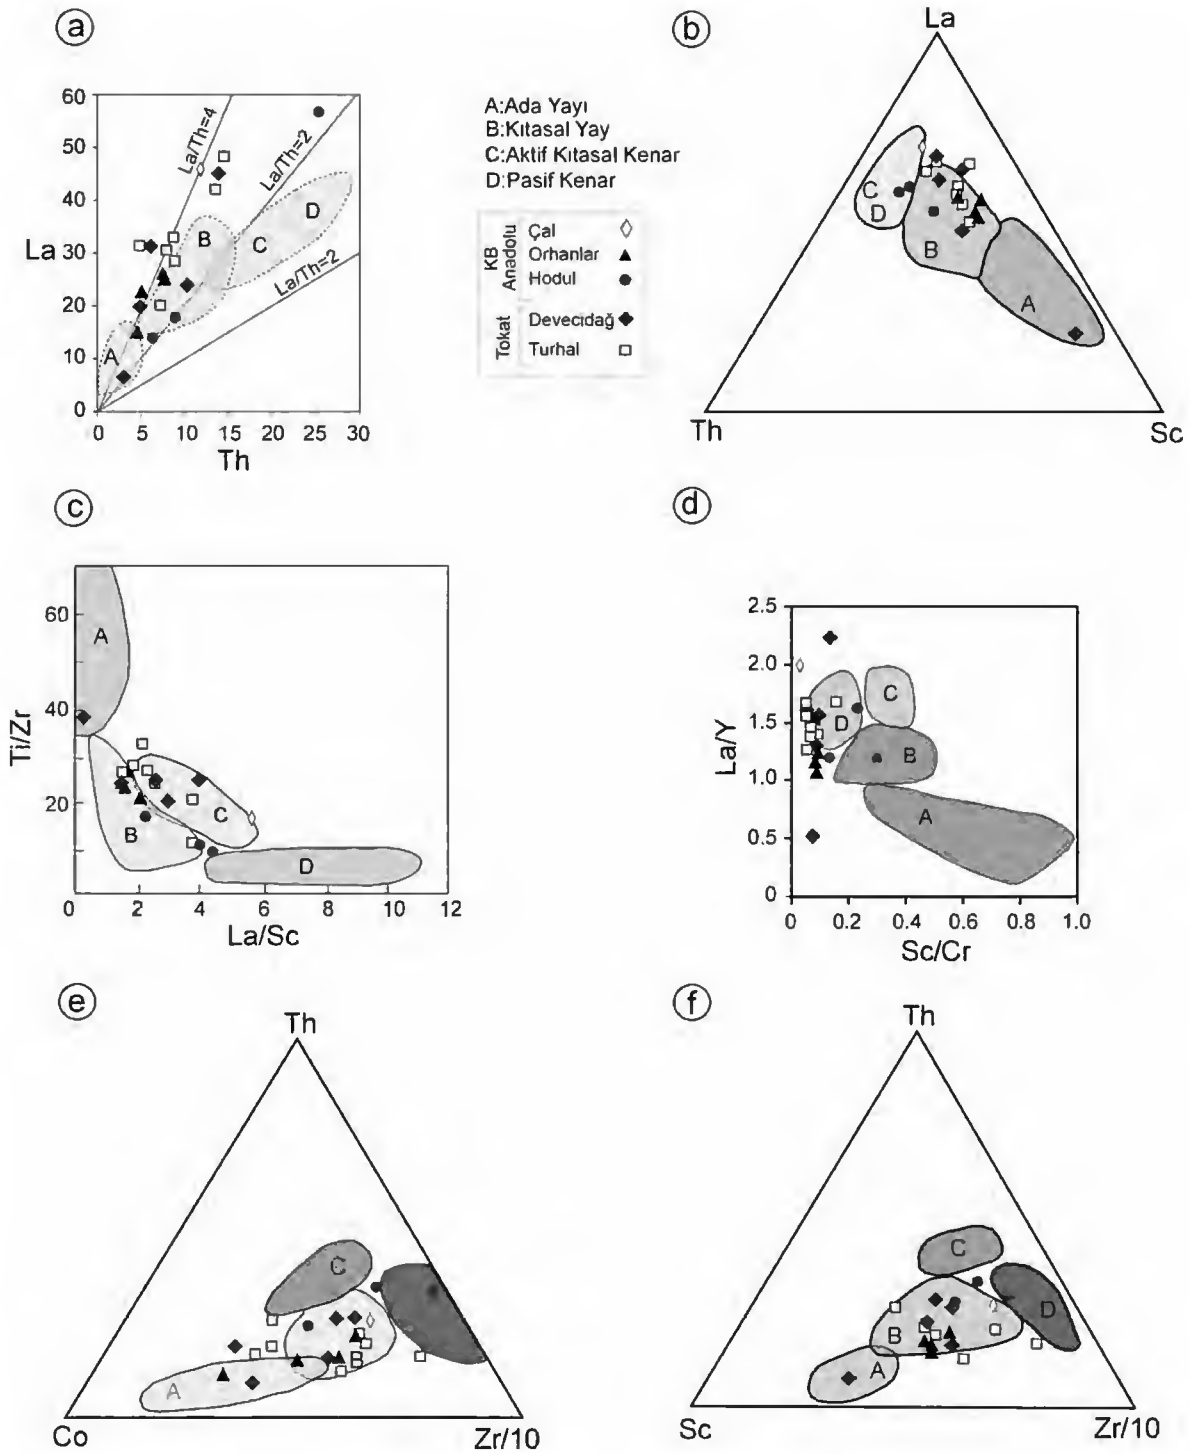 a
60
50
40
30
20
10
0
La
La/Th=4
La/Th=2
La/Th=2
A
B
C
D
0 5 10 15 20 25 30
Th
A:Ada Yayı
B:Kıtasal Yay
C:Aktif Kıtasal Kenar
D:Pasif Kenar
KB Anadolu
Çal
Orhanlar
Hodul
Tokat
Devecidağ
Turhal
b
La
C
D
B
A
Th
Sc
c
60
40
20
Ti/Zr
A
B
C
D
0 2 4 6 8 10 12
La/Sc
d
2.5
2.0
1.5
1.0
0.5
0
La/Y
C
D
B
A
0 0.2 0.4 0.6 0.8 1.0
Sc/Cr
e
Th
C
B
A
Co
Zr/10
f
Th
C
D
B
A
Sc
Zr/10